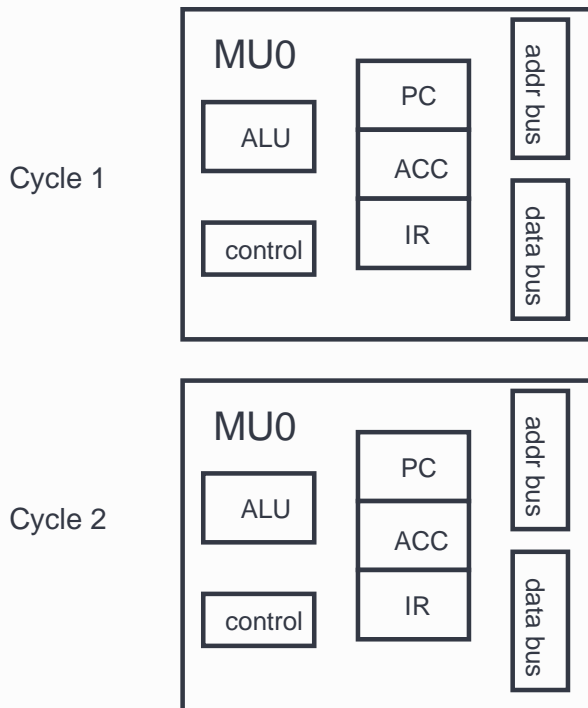 Cycle 1
MU0
ALU
control
PC
ACC
IR
addr bus
data bus
Cycle 2
MU0
ALU
control
PC
ACC
IR
addr bus
data bus